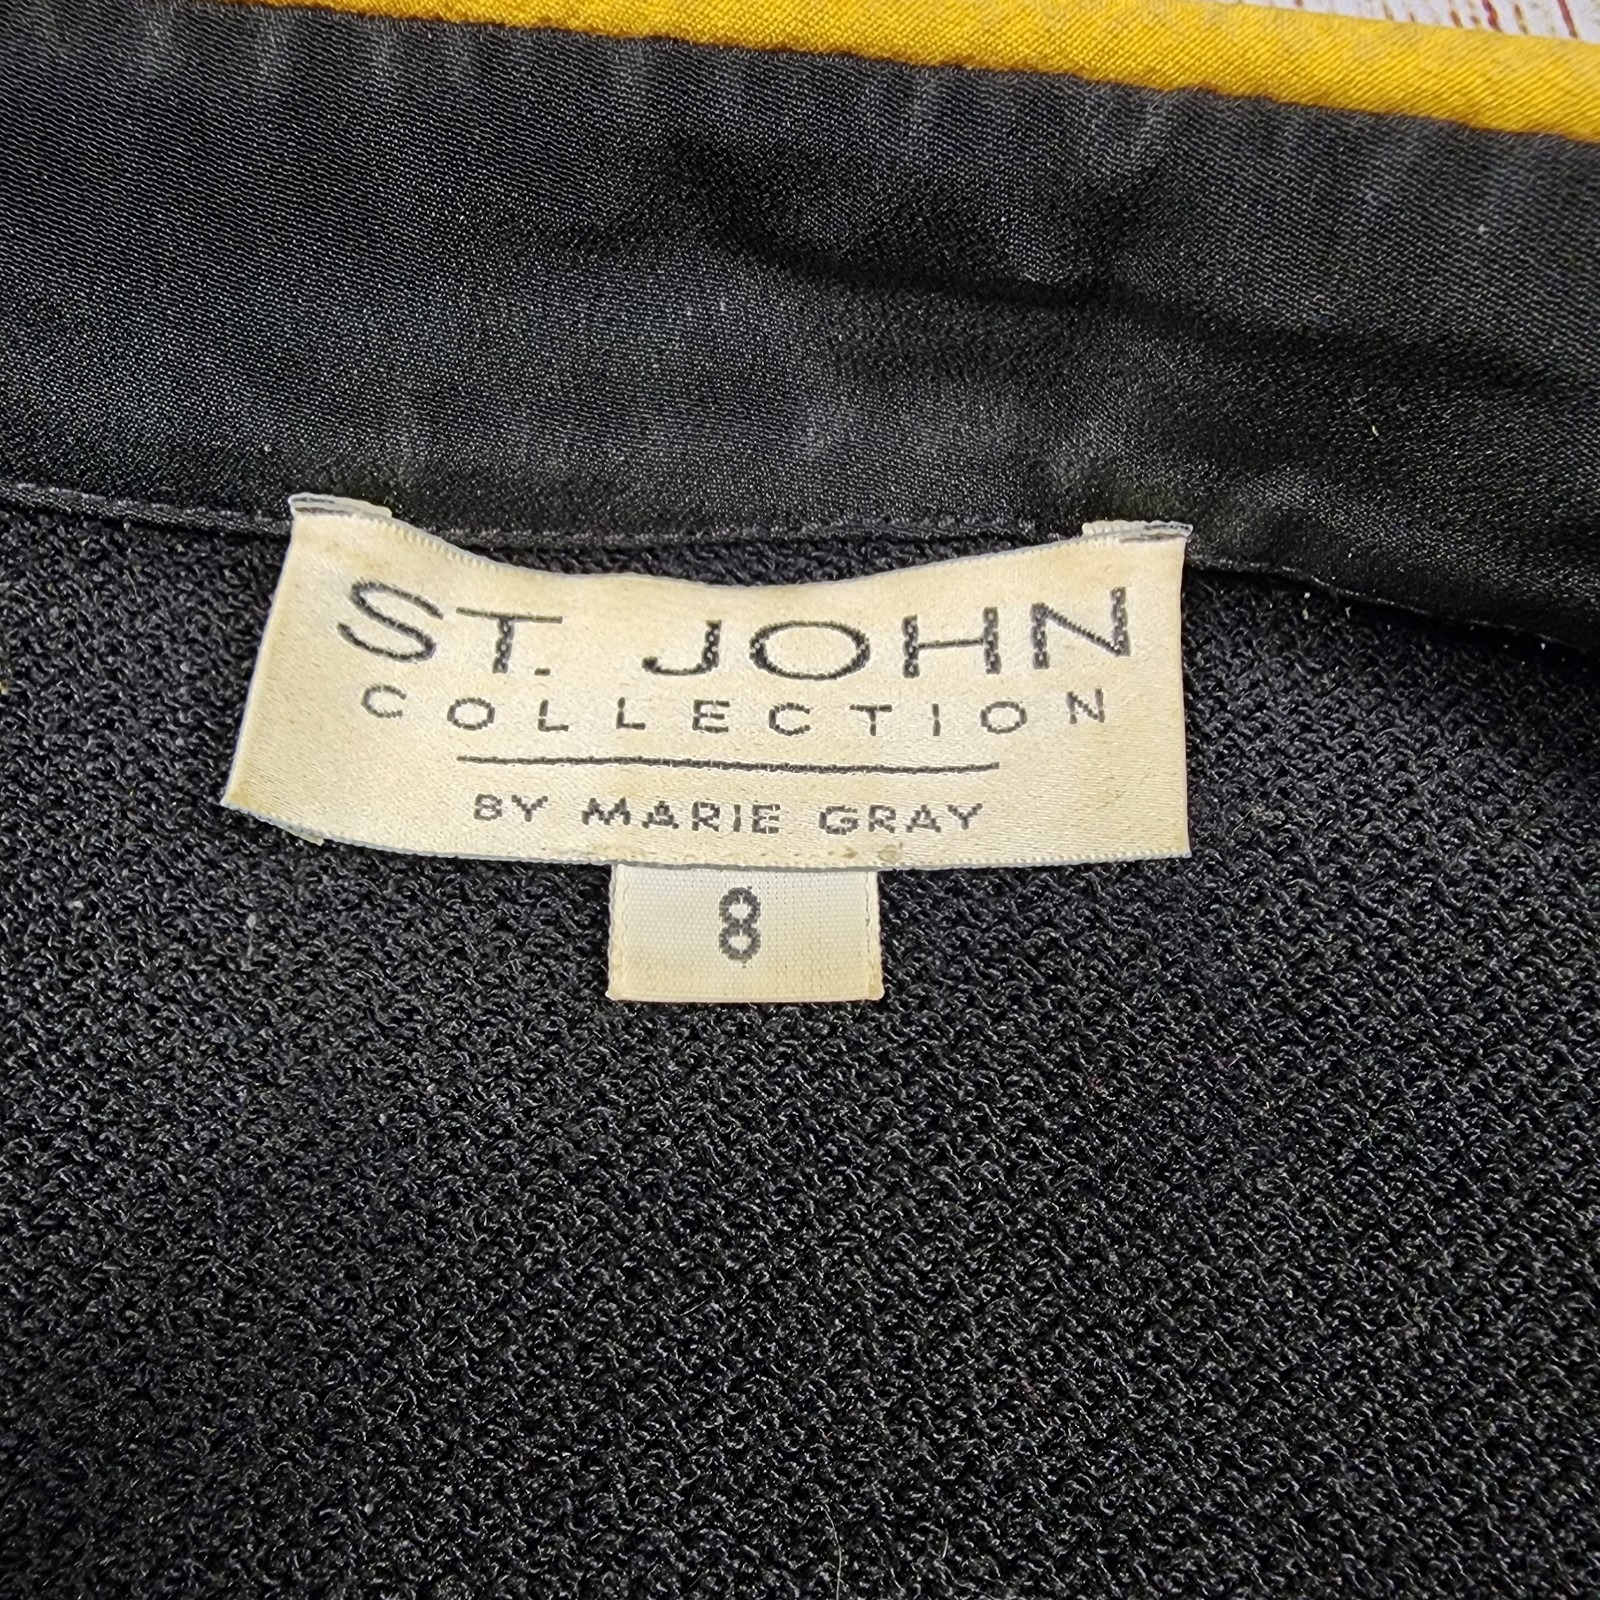 ST. JOHN
COLLECTION
BY MARIE GRAY
8